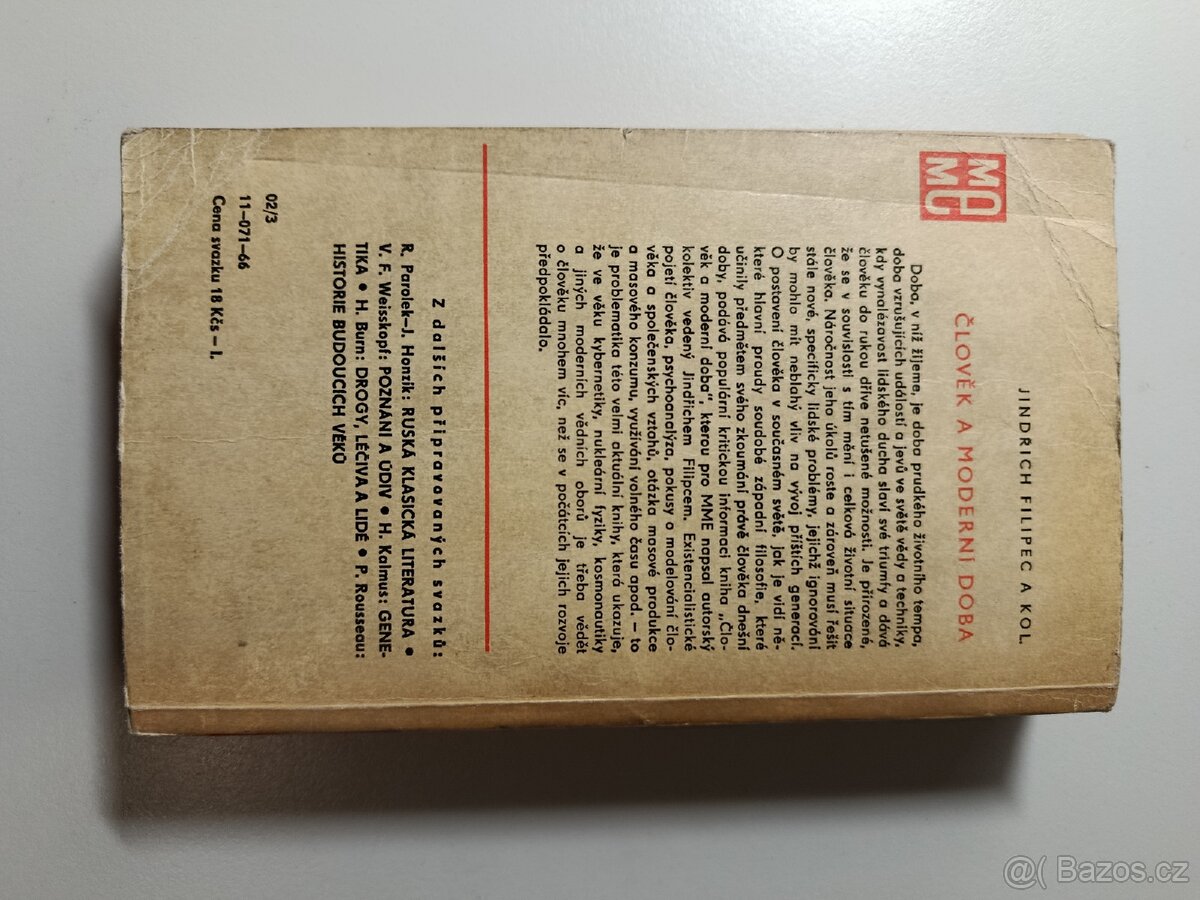 JINDŘICH FILIPEC A KOL.
ČLOVĚK A MODERNÍ DOBA
MM
ME
Doba, v níž žijeme, je doba prudkého životního tempa,
doba vzrušujících událostí a jevů ve světě vědy a techniky,
kdy vynalézavost lidského ducha slaví své triumfy a dává
člověku do rukou dříve netušené možnosti. Je přirozené,
že se v souvislosti s tím mění i celková životní situace
člověka. Náročnost jeho úkolů roste a zároveň musí řešit
stále nové, specificky lidské problémy, jejichž ignorování
by mohlo mít neblahý vliv na vývoj příštích generací.
O postavení člověka v současném světě, jak je vidí ně-
které hlavní proudy soudobé západní filosofie, které
učinily předmětem svého zkoumání právě člověka dnešní
doby, podává populární kritickou informaci kniha „Člo-
věk a moderní doba“, kterou pro MME napsal autorský
kolektiv vedený Jindřichem Filipcem. Existencialistické
pojetí člověka, psychoanalýza, pokusy o modelování člo-
věka a společenských vztahů, otázka masové produkce
a masového konzumu, využívání volného času apod. — to
je problematika této velmi aktuální knihy, která ukazuje,
že ve věku kybernetiky, nukleární fyziky, kosmonautiky
a jiných moderních vědních oborů je třeba vědět
o člověku mnohem víc, než se v počátcích jejich rozvoje
předpokládalo.
Z dalších připravovaných svazků:
R. Parolek–J. Honzík: RUSKÁ KLASICKÁ LITERATURA •
V. F. Weisskopf: POZNÁNÍ A ÚDIV • H. Kalmus: GENE-
TIKA • H. Burn: DROGY, LÉČIVA A LIDÉ • P. Rousseau:
HISTORIE BUDOUCÍCH VĚKŮ
02/3
11–071–66
Cena svazku 18 Kčs – I.
@( Bazos.cz